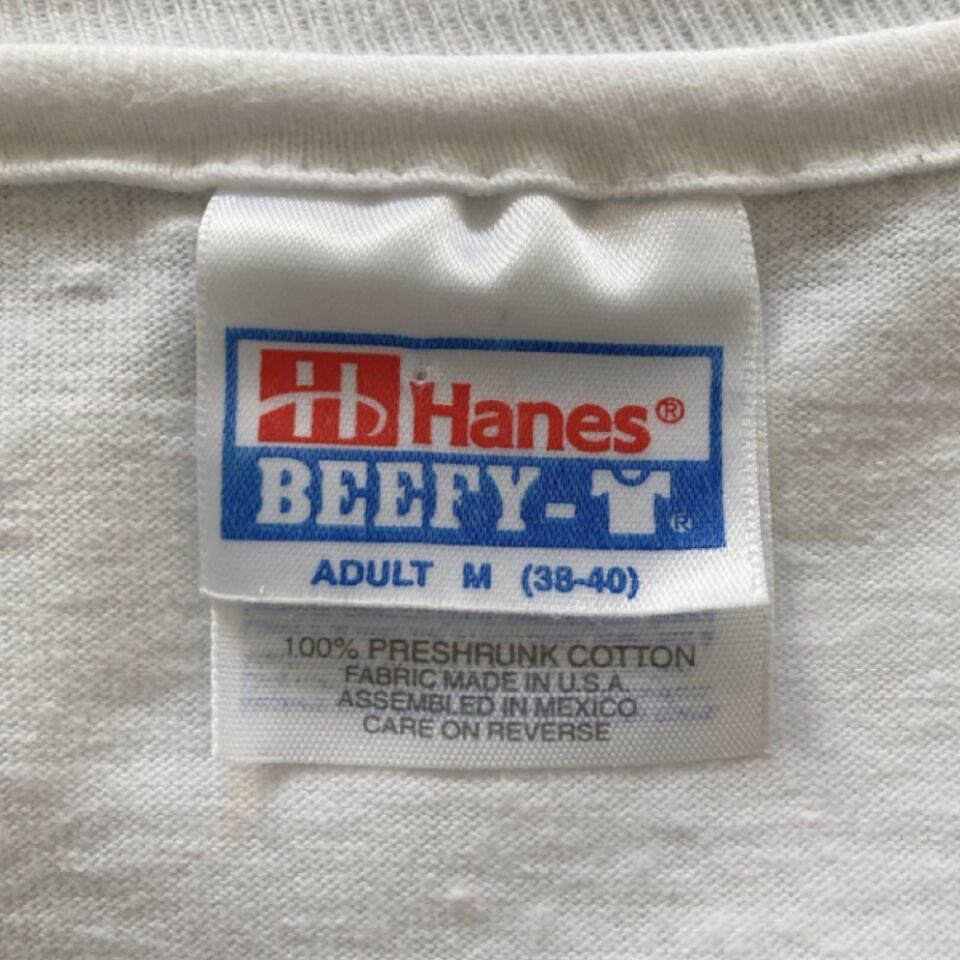 Hanes®
BEEFY-T®
ADULT M (38-40)
100% PRESHRUNK COTTON
FABRIC MADE IN U.S.A.
ASSEMBLED IN MEXICO
CARE ON REVERSE